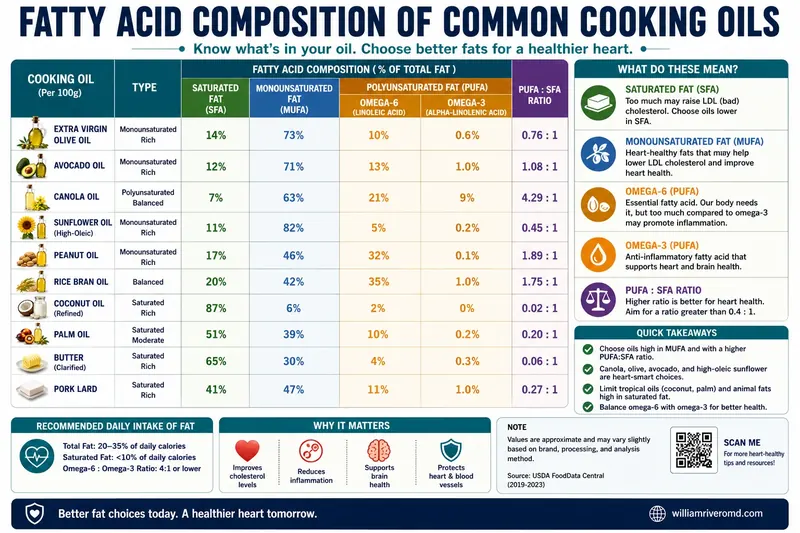 FATTY ACID COMPOSITION OF COMMON COOKING OILS
Know what's in your oil. Choose better fats for a healthier heart.
COOKING OIL
(Per 100g)
TYPE
FATTY ACID COMPOSITION ( % OF TOTAL FAT )
SATURATED
FAT
(SFA)
MONOUNSATURATED
FAT
(MUFA)
POLYUNSATURATED FAT (PUFA)
OMEGA-6
(LINOLEIC ACID)
OMEGA-3
(ALPHA-LINOLENIC ACID)
PUFA : SFA
RATIO
EXTRA VIRGIN
OLIVE OIL
Monounsaturated
Rich
14%
73%
10%
0.6%
0.76 : 1
AVOCADO OIL
Monounsaturated
Rich
12%
71%
13%
1.0%
1.08 : 1
CANOLA OIL
Polyunsaturated
Balanced
7%
63%
21%
9%
4.29 : 1
SUNFLOWER OIL
(High-Oleic)
Monounsaturated
Rich
11%
82%
5%
0.2%
0.45 : 1
PEANUT OIL
Monounsaturated
Rich
17%
46%
32%
0.1%
1.89 : 1
RICE BRAN OIL
Balanced
20%
42%
35%
1.0%
1.75 : 1
COCONUT OIL
(Refined)
Saturated
Rich
87%
6%
2%
0%
0.02 : 1
PALM OIL
Saturated
Moderate
51%
39%
10%
0.2%
0.20 : 1
BUTTER
(Clarified)
Saturated
Rich
65%
30%
4%
0.3%
0.06 : 1
PORK LARD
Saturated
Rich
41%
47%
11%
1.0%
0.27 : 1
WHAT DO THESE MEAN?
SATURATED FAT (SFA)
Too much may raise LDL (bad)
cholesterol. Choose oils lower
in SFA.
MONOUNSATURATED FAT (MUFA)
Heart-healthy fats that may help
lower LDL cholesterol and improve
heart health.
OMEGA-6 (PUFA)
Essential fatty acid. Our body needs
it, but too much compared to omega-3
may promote inflammation.
OMEGA-3 (PUFA)
Anti-inflammatory fatty acid that
supports heart and brain health.
PUFA : SFA RATIO
Higher ratio is better for heart health.
Aim for a ratio greater than 0.4 : 1.
QUICK TAKEAWAYS
Choose oils high in MUFA and with a higher
PUFA:SFA ratio.
Canola, olive, avocado, and high-oleic sunflower
are heart-smart choices.
Limit tropical oils (coconut, palm) and animal fats
high in saturated fat.
Balance omega-6 with omega-3 for better health.
RECOMMENDED DAILY INTAKE OF FAT
Total Fat: 20–35% of daily calories
Saturated Fat: <10% of daily calories
Omega-6 : Omega-3 Ratio: 4:1 or lower
WHY IT MATTERS
Improves
cholesterol
levels
Reduces
inflammation
Supports
brain
health
Protects
heart & blood
vessels
NOTE
Values are approximate and may vary slightly
based on brand, processing, and analysis
method.
Source: USDA FoodData Central
(2019-2023)
SCAN ME
For more heart-healthy
tips and resources!
Better fat choices today. A healthier heart tomorrow.
williamriveromd.com